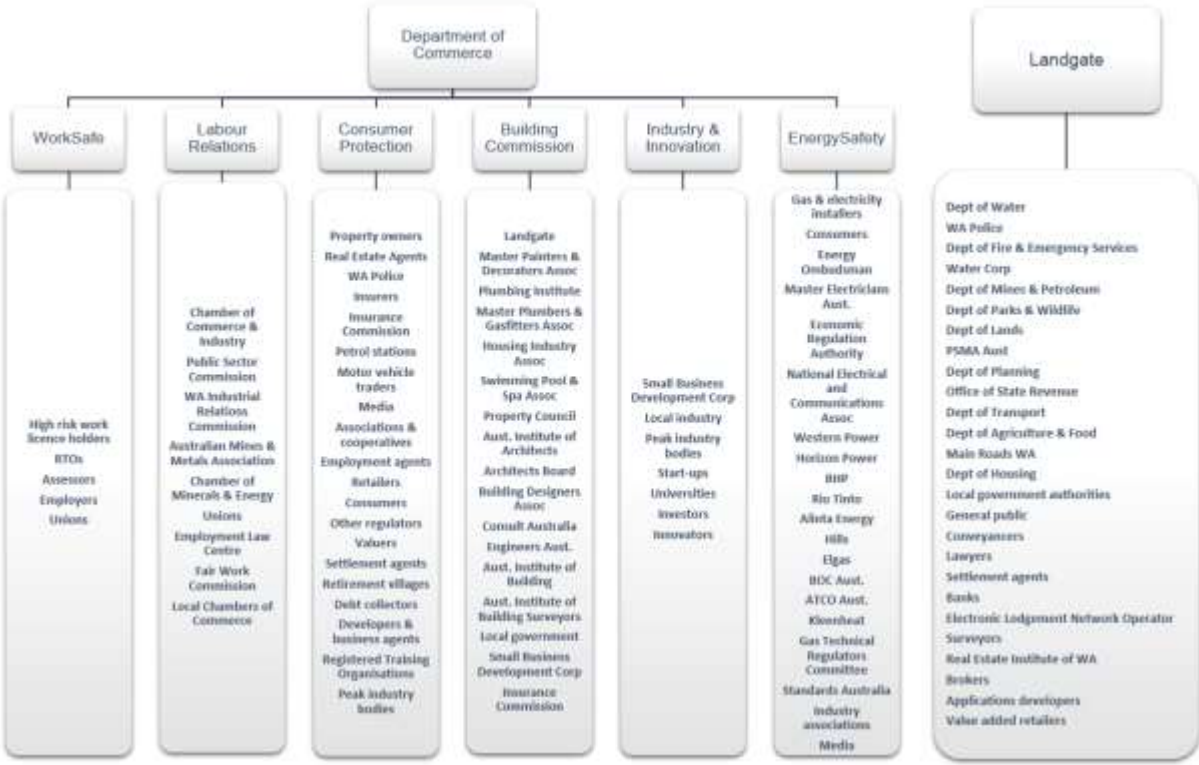 Department of
Commerce
Landgate
WorkSafe
Labour
Relations
Consumer
Protection
Building
Commission
Industry &
Innovation
EnergySafety
High risk work
licence holders
RTOs
Assessors
Employers
Unions
Chamber of
Commerce &
Industry
Public Sector
Commission
WA Industrial
Relations
Commission
Australian Mines &
Metals Association
Chamber of
Minerals & Energy
Unions
Employment Law
Centre
Fair Work
Commission
Local Chambers of
Commerce
Property owners
Real Estate Agents
WA Police
Insurers
Insurance
Commission
Petrol stations
Motor vehicle
traders
Media
Associations &
cooperatives
Employment agents
Retailers
Consumers
Other regulators
Valuers
Settlement agents
Retirement villages
Debt collectors
Developers &
business agents
Registered Training
Organisations
Peak industry
bodies
Landgate
Master Painters &
Decorators Assoc
Plumbing Institute
Master Plumbers &
Gasfitters Assoc
Housing Industry
Assoc
Swimming Pool &
Spa Assoc
Property Council
Aust. Institute of
Architects
Architects Board
Building Designers
Assoc
Consult Australia
Engineers Aust.
Aust. Institute of
Building
Aust. Institute of
Building Surveyors
Local government
Small Business
Development Corp
Insurance
Commission
Small Business
Development Corp
Local industry
Peak industry
bodies
Start-ups
Universities
Investors
Innovators
Gas & electricity
installers
Consumers
Energy
Ombudsman
Master Electricians
Aust.
Economic
Regulation
Authority
National Electrical
and
Communications
Assoc
Western Power
Horizon Power
BHP
Rio Tinto
Alinta Energy
Hills
Elgas
BOC Aust.
ATCO Aust.
Kleenheat
Gas Technical
Regulators
Committee
Standards Australia
Industry
associations
Media
Dept of Water
WA Police
Dept of Fire & Emergency Services
Water Corp
Dept of Mines & Petroleum
Dept of Parks & Wildlife
Dept of Lands
PSMA Aust
Dept of Planning
Office of State Revenue
Dept of Transport
Dept of Agriculture & Food
Main Roads WA
Dept of Housing
Local government authorities
General public
Conveyancers
Lawyers
Settlement agents
Banks
Electronic Lodgement Network Operator
Surveyors
Real Estate Institute of WA
Brokers
Applications developers
Value added retailers